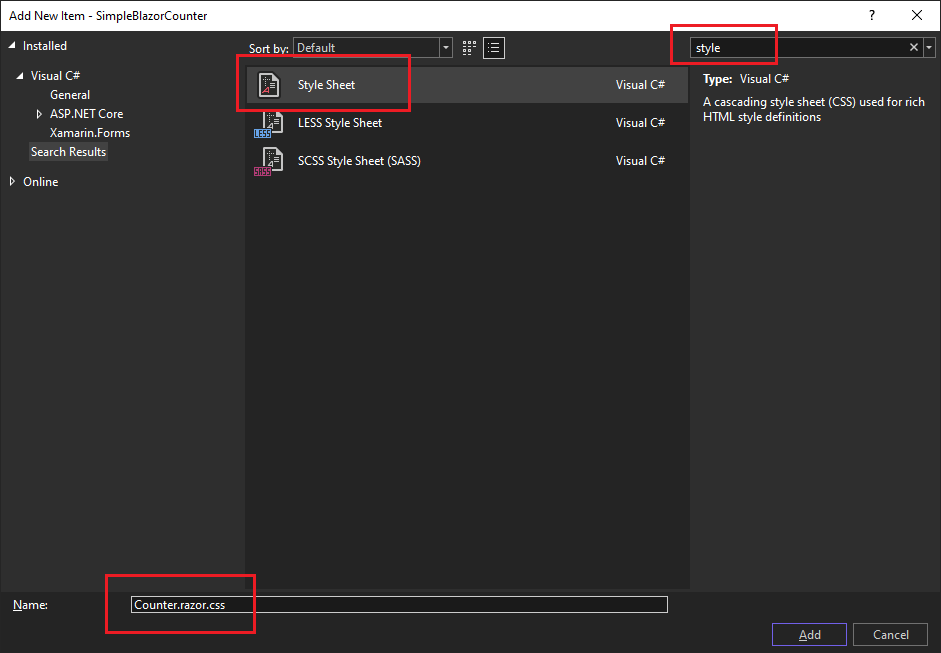 Add New Item - SimpleBlazorCounter
?
Installed
Sort by: Default
style
Visual C#
General
ASP.NET Core
Xamarin.Forms
Search Results
Online
Style Sheet Visual C#
LESS
LESS Style Sheet Visual C#
SASS
SCSS Style Sheet (SASS) Visual C#
Type: Visual C#
A cascading style sheet (CSS) used for rich
HTML style definitions
Name: Counter.razor.css
Add Cancel